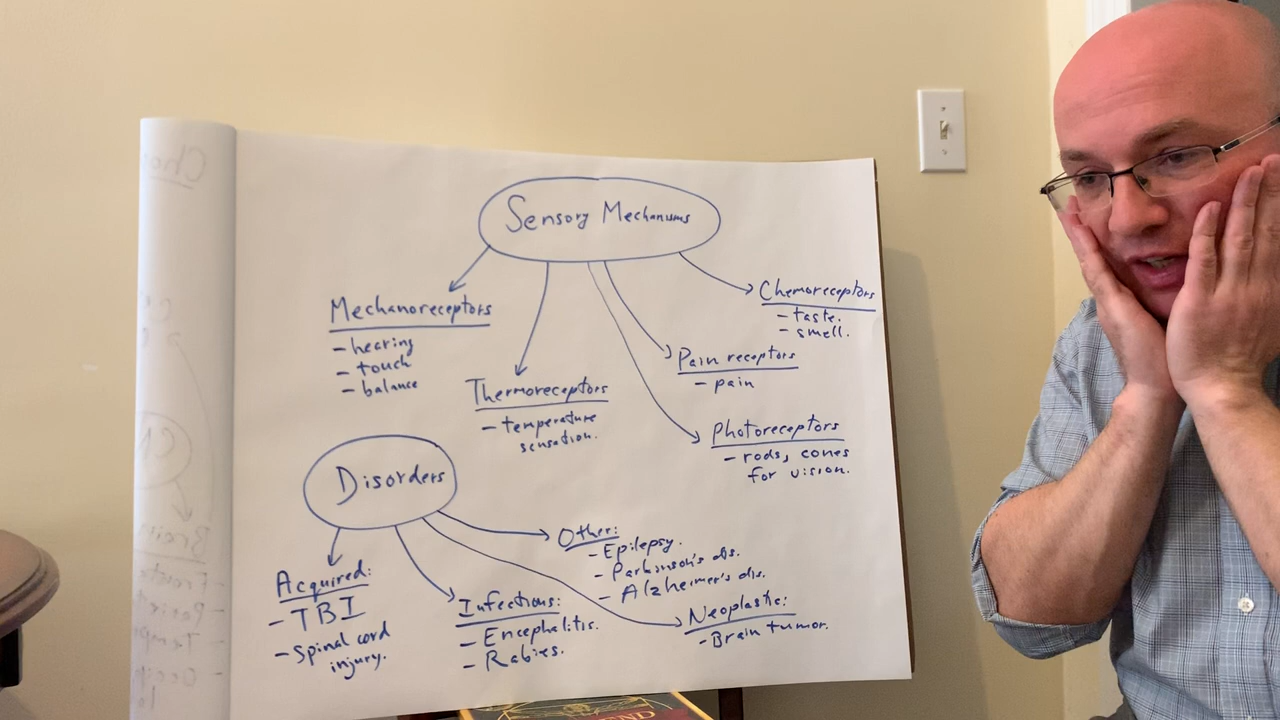 Sensory Mechanisms
Mechanoreceptors
- hearing
- touch
- balance
Thermoreceptors
- temperature
sensation.
Photoreceptors
- rods, cones
for vision.
Pain receptors
- pain
Chemoreceptors
- taste.
- smell.
Disorders
Acquired:
- TBI
- Spinal cord
injury.
Infectious:
- Encephalitis.
- Rabies.
Other:
- Epilepsy.
- Parkinson's dis.
- Alzheimer's dis.
Neoplastic:
- Brain tumor.
END